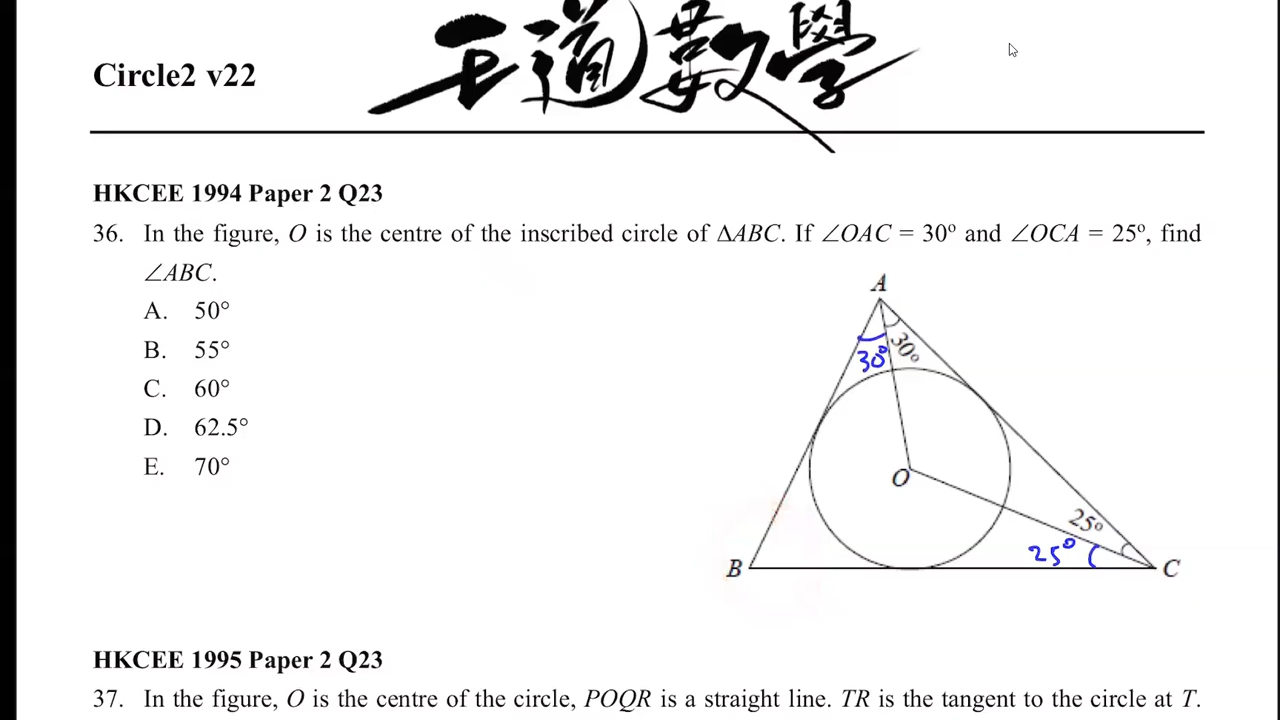 王道數學
Circle2 v22
HKCEE 1994 Paper 2 Q23
36. In the figure, O is the centre of the inscribed circle of ΔABC. If ∠OAC = 30° and ∠OCA = 25°, find
∠ABC.
A. 50°
B. 55°
C. 60°
D. 62.5°
E. 70°
A
30°
30°
O
25°
25°
B
C
HKCEE 1995 Paper 2 Q23
37. In the figure, O is the centre of the circle, POQR is a straight line. TR is the tangent to the circle at T.